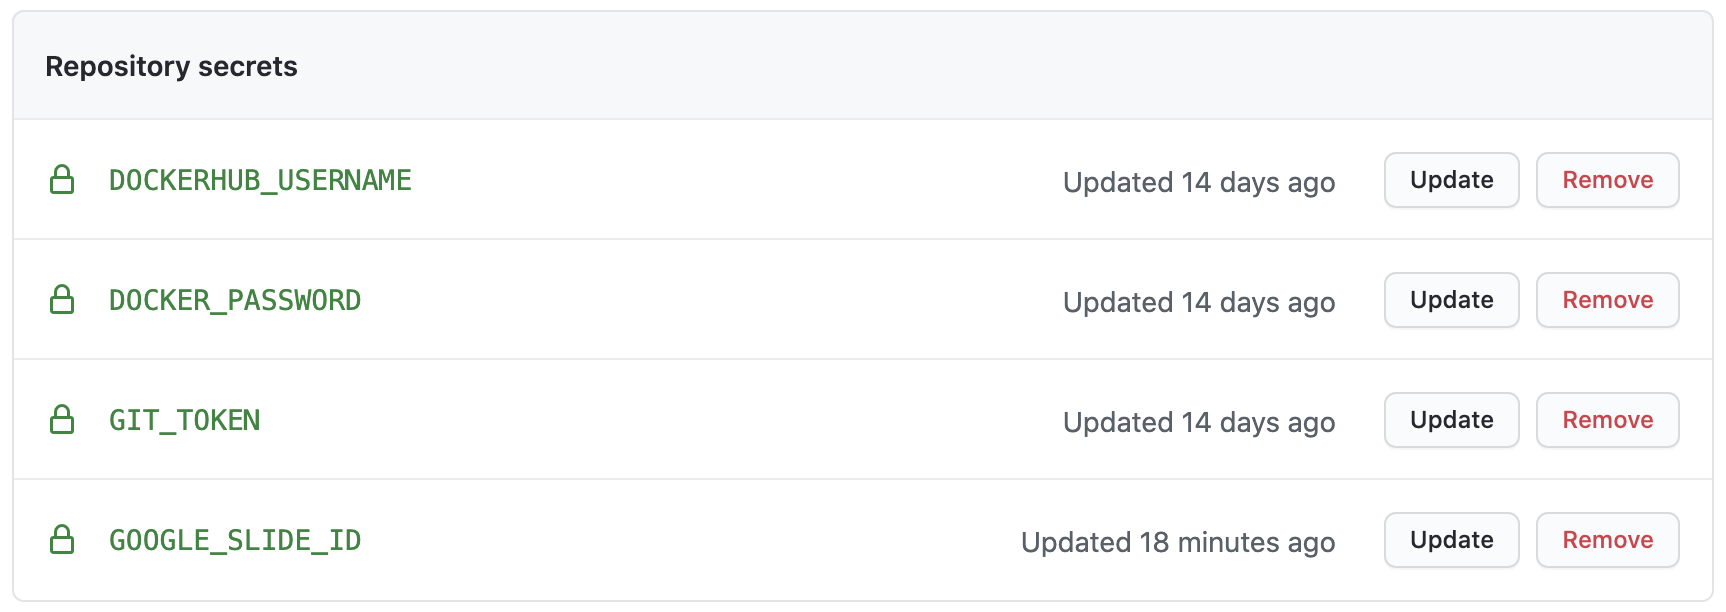 Repository secrets
DOCKERHUB_USERNAME Updated 14 days ago Update Remove
DOCKER_PASSWORD Updated 14 days ago Update Remove
GIT_TOKEN Updated 14 days ago Update Remove
GOOGLE_SLIDE_ID Updated 18 minutes ago Update Remove